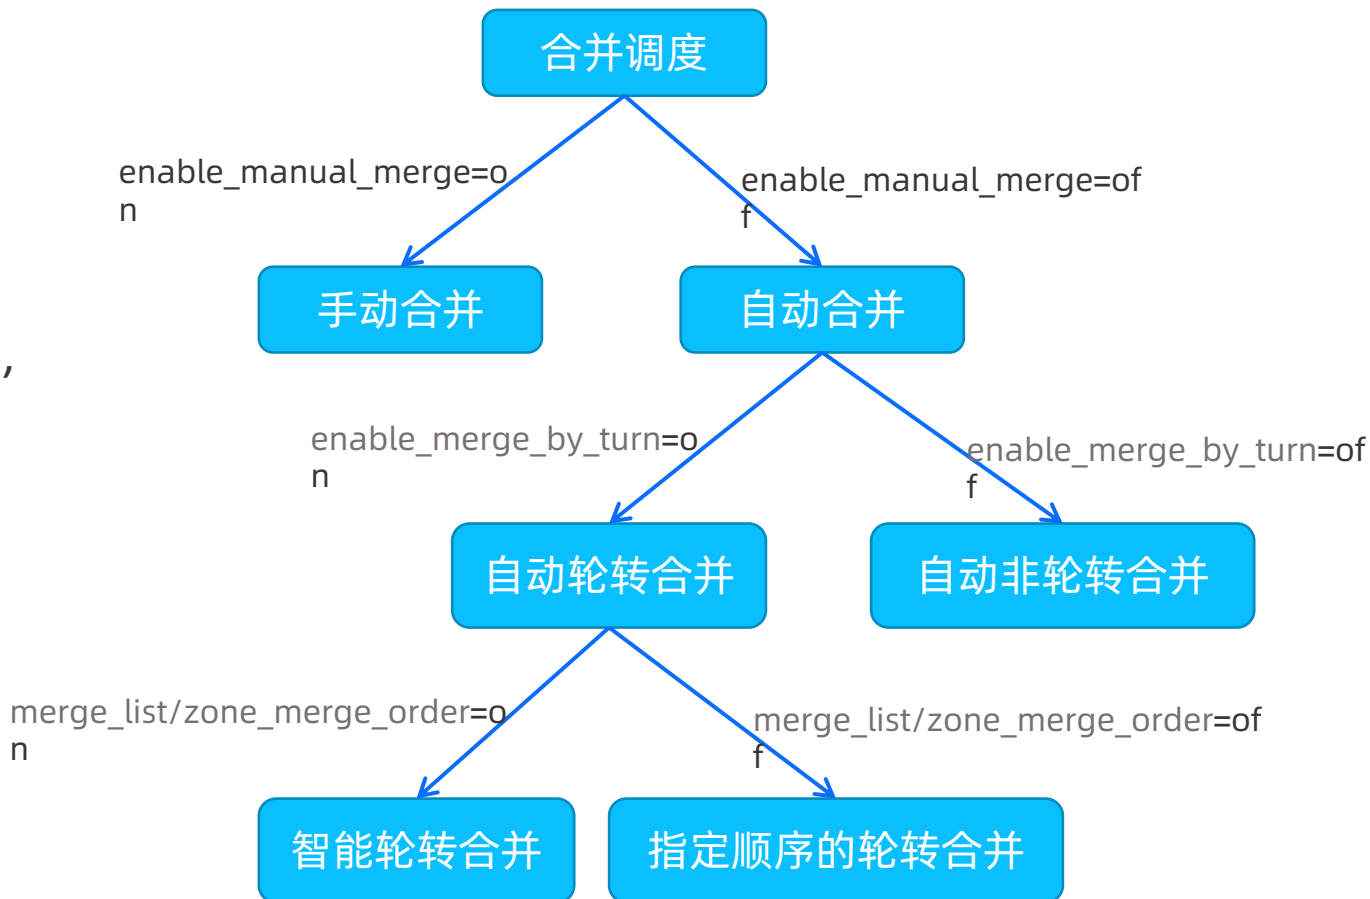 合并调度
enable_manual_merge=o
n
enable_manual_merge=of
f
手动合并
自动合并
,
enable_merge_by_turn=o
n
enable_merge_by_turn=of
f
自动轮转合并
自动非轮转合并
merge_list/zone_merge_order=o
n
merge_list/zone_merge_order=of
f
智能轮转合并
指定顺序的轮转合并